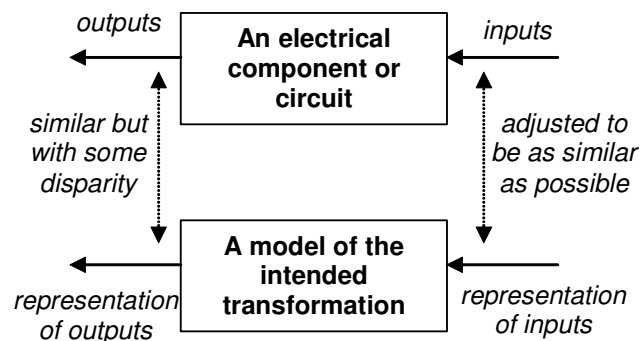 outputs
An electrical
component or
circuit
inputs
similar but
with some
disparity
adjusted to
be as similar
as possible
A model of the
intended
transformation
representation
of outputs
representation
of inputs